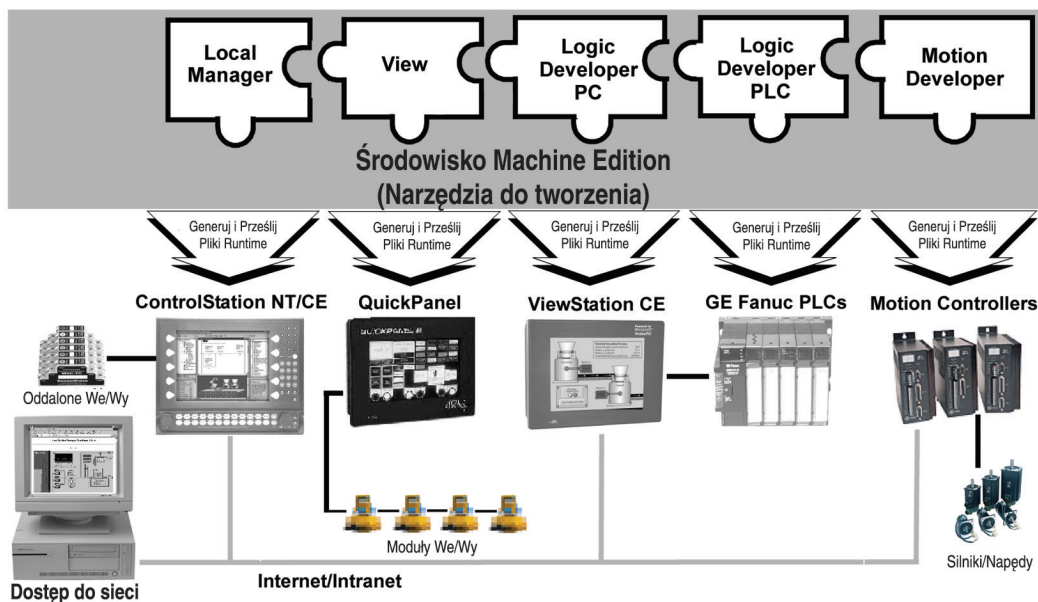 Local
Manager
View
Logic
Developer
PC
Logic
Developer
PLC
Motion
Developer
Środowisko Machine Edition
(Narzędzia do tworzenia)
Generuj i Prześlij
Pliki Runtime
Generuj i Prześlij
Pliki Runtime
Generuj i Prześlij
Pliki Runtime
Generuj i Prześlij
Pliki Runtime
Generuj i Prześlij
Pliki Runtime
ControlStation NT/CE
QuickPanel
ViewStation CE
GE Fanuc PLCs
Motion Controllers
Oddalone We/Wy
Moduły We/Wy
Silniki/Napędy
Internet/Intranet
Dostęp do sieci